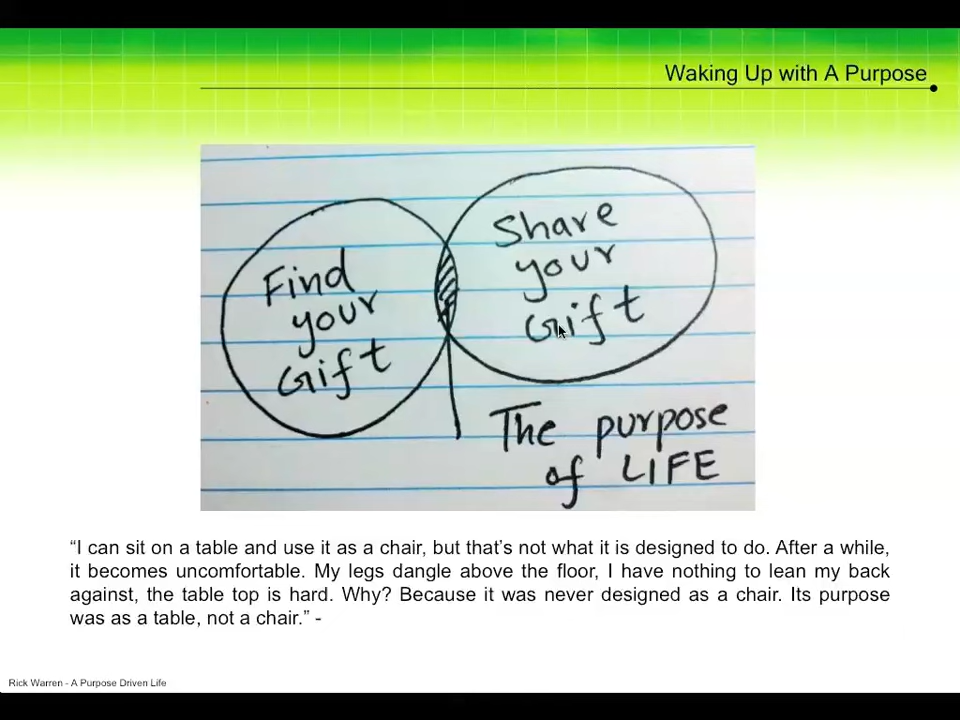 Waking Up with A Purpose
Find
your
Gift
Share
your
Gift
The purpose
of LIFE
“I can sit on a table and use it as a chair, but that’s not what it is designed to do. After a while,
it becomes uncomfortable. My legs dangle above the floor, I have nothing to lean my back
against, the table top is hard. Why? Because it was never designed as a chair. Its purpose
was as a table, not a chair.” -
Rick Warren - A Purpose Driven Life